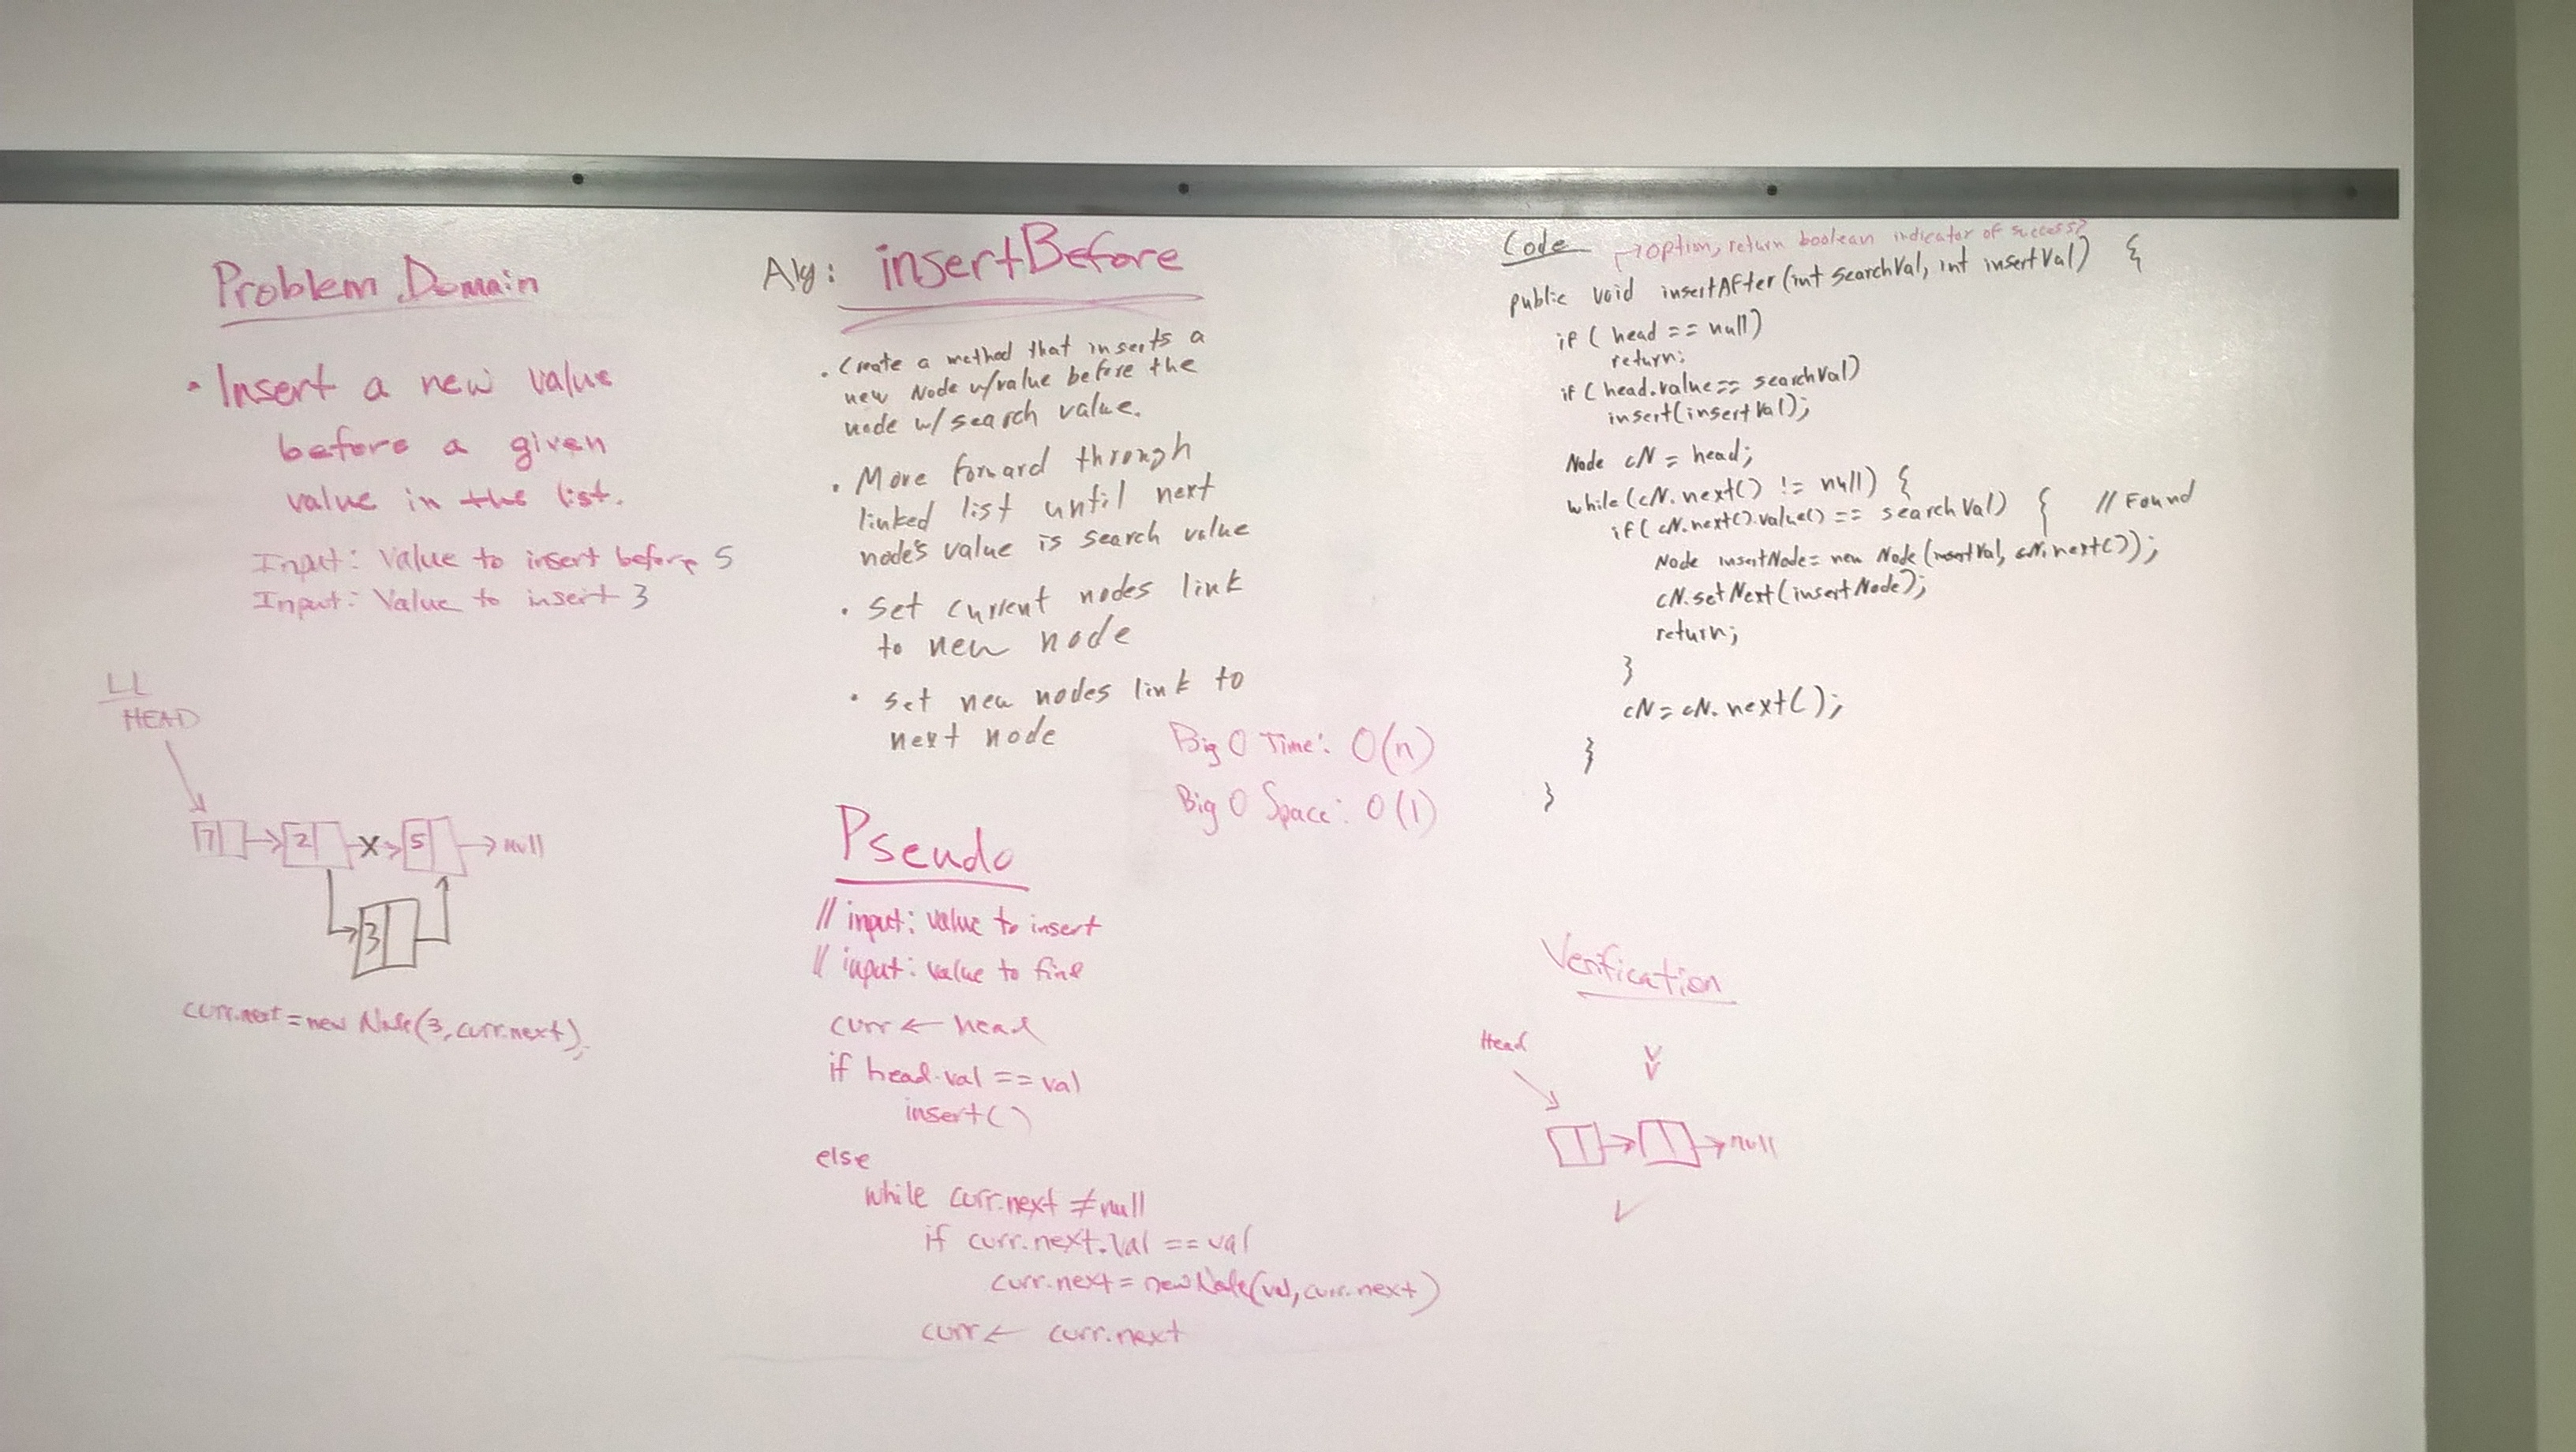 Problem Domain
• Insert a new value
before a given
value in the list.
Input: Value to insert before 5
Input: Value to insert 3
LL
HEAD
7 → 2 x> 5 → null
3
curr.next = new Node(3, curr.next);
Alg: insertBefore
• Create a method that inserts a
new Node w/value before the
node w/ search value.
• Move forward through
linked list until next
node's value is search value
• Set current nodes link
to new node
• set new nodes link to
next node
Big O Time: O(n)
Big O Space: O(1)
Pseudo
// input: value to insert
// input: value to find
curr ← head
if head.val == val
insert()
else
while curr.next ≠ null
if curr.next.val == val
curr.next = new Node(val, curr.next)
curr ← curr.next
Code
→ option, return boolean indicator of success?
public void insertAfter(int searchVal, int insertVal) {
if ( head == null)
return;
if ( head.value == searchVal)
insert(insertVal);
Node cN = head;
while (cN.next() != null) {
if( cN.next().value() == searchVal) { // Found
Node insertNode = new Node (insertVal, cN.next());
cN.setNext(insertNode);
return;
}
cN = cN.next();
}
}
Verification
Head
→ → null